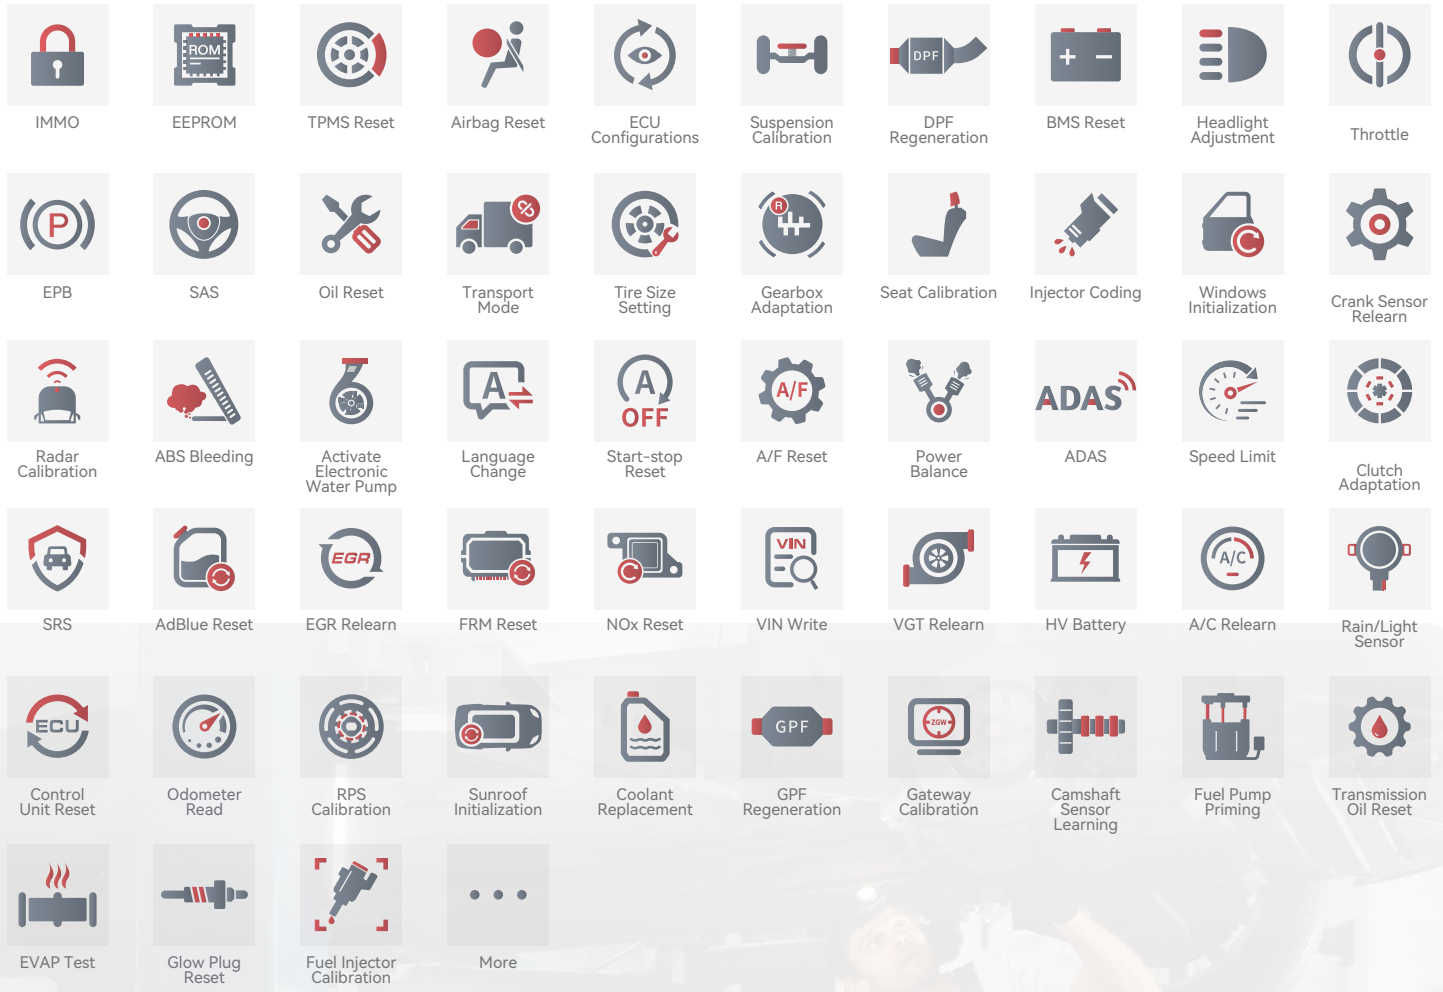 ROM
DPF
+ -
IMMO
EEPROM
TPMS Reset
Airbag Reset
ECU
Configurations
Suspension
Calibration
DPF
Regeneration
BMS Reset
Headlight
Adjustment
Throttle
P
R
EPB
SAS
Oil Reset
Transport
Mode
Tire Size
Setting
Gearbox
Adaptation
Seat Calibration
Injector Coding
Windows
Initialization
Crank Sensor
Relearn
A
A
OFF
A/F
ADAS
Radar
Calibration
ABS Bleeding
Activate
Electronic
Water Pump
Language
Change
Start-stop
Reset
A/F Reset
Power
Balance
ADAS
Speed Limit
Clutch
Adaptation
EGR
VIN
A/C
SRS
AdBlue Reset
EGR Relearn
FRM Reset
NOx Reset
VIN Write
VGT Relearn
HV Battery
A/C Relearn
Rain/Light
Sensor
ECU
GPF
ZGW
Control
Unit Reset
Odometer
Read
RPS
Calibration
Sunroof
Initialization
Coolant
Replacement
GPF
Regeneration
Gateway
Calibration
Camshaft
Sensor
Learning
Fuel Pump
Priming
Transmission
Oil Reset
EVAP Test
Glow Plug
Reset
Fuel Injector
Calibration
More